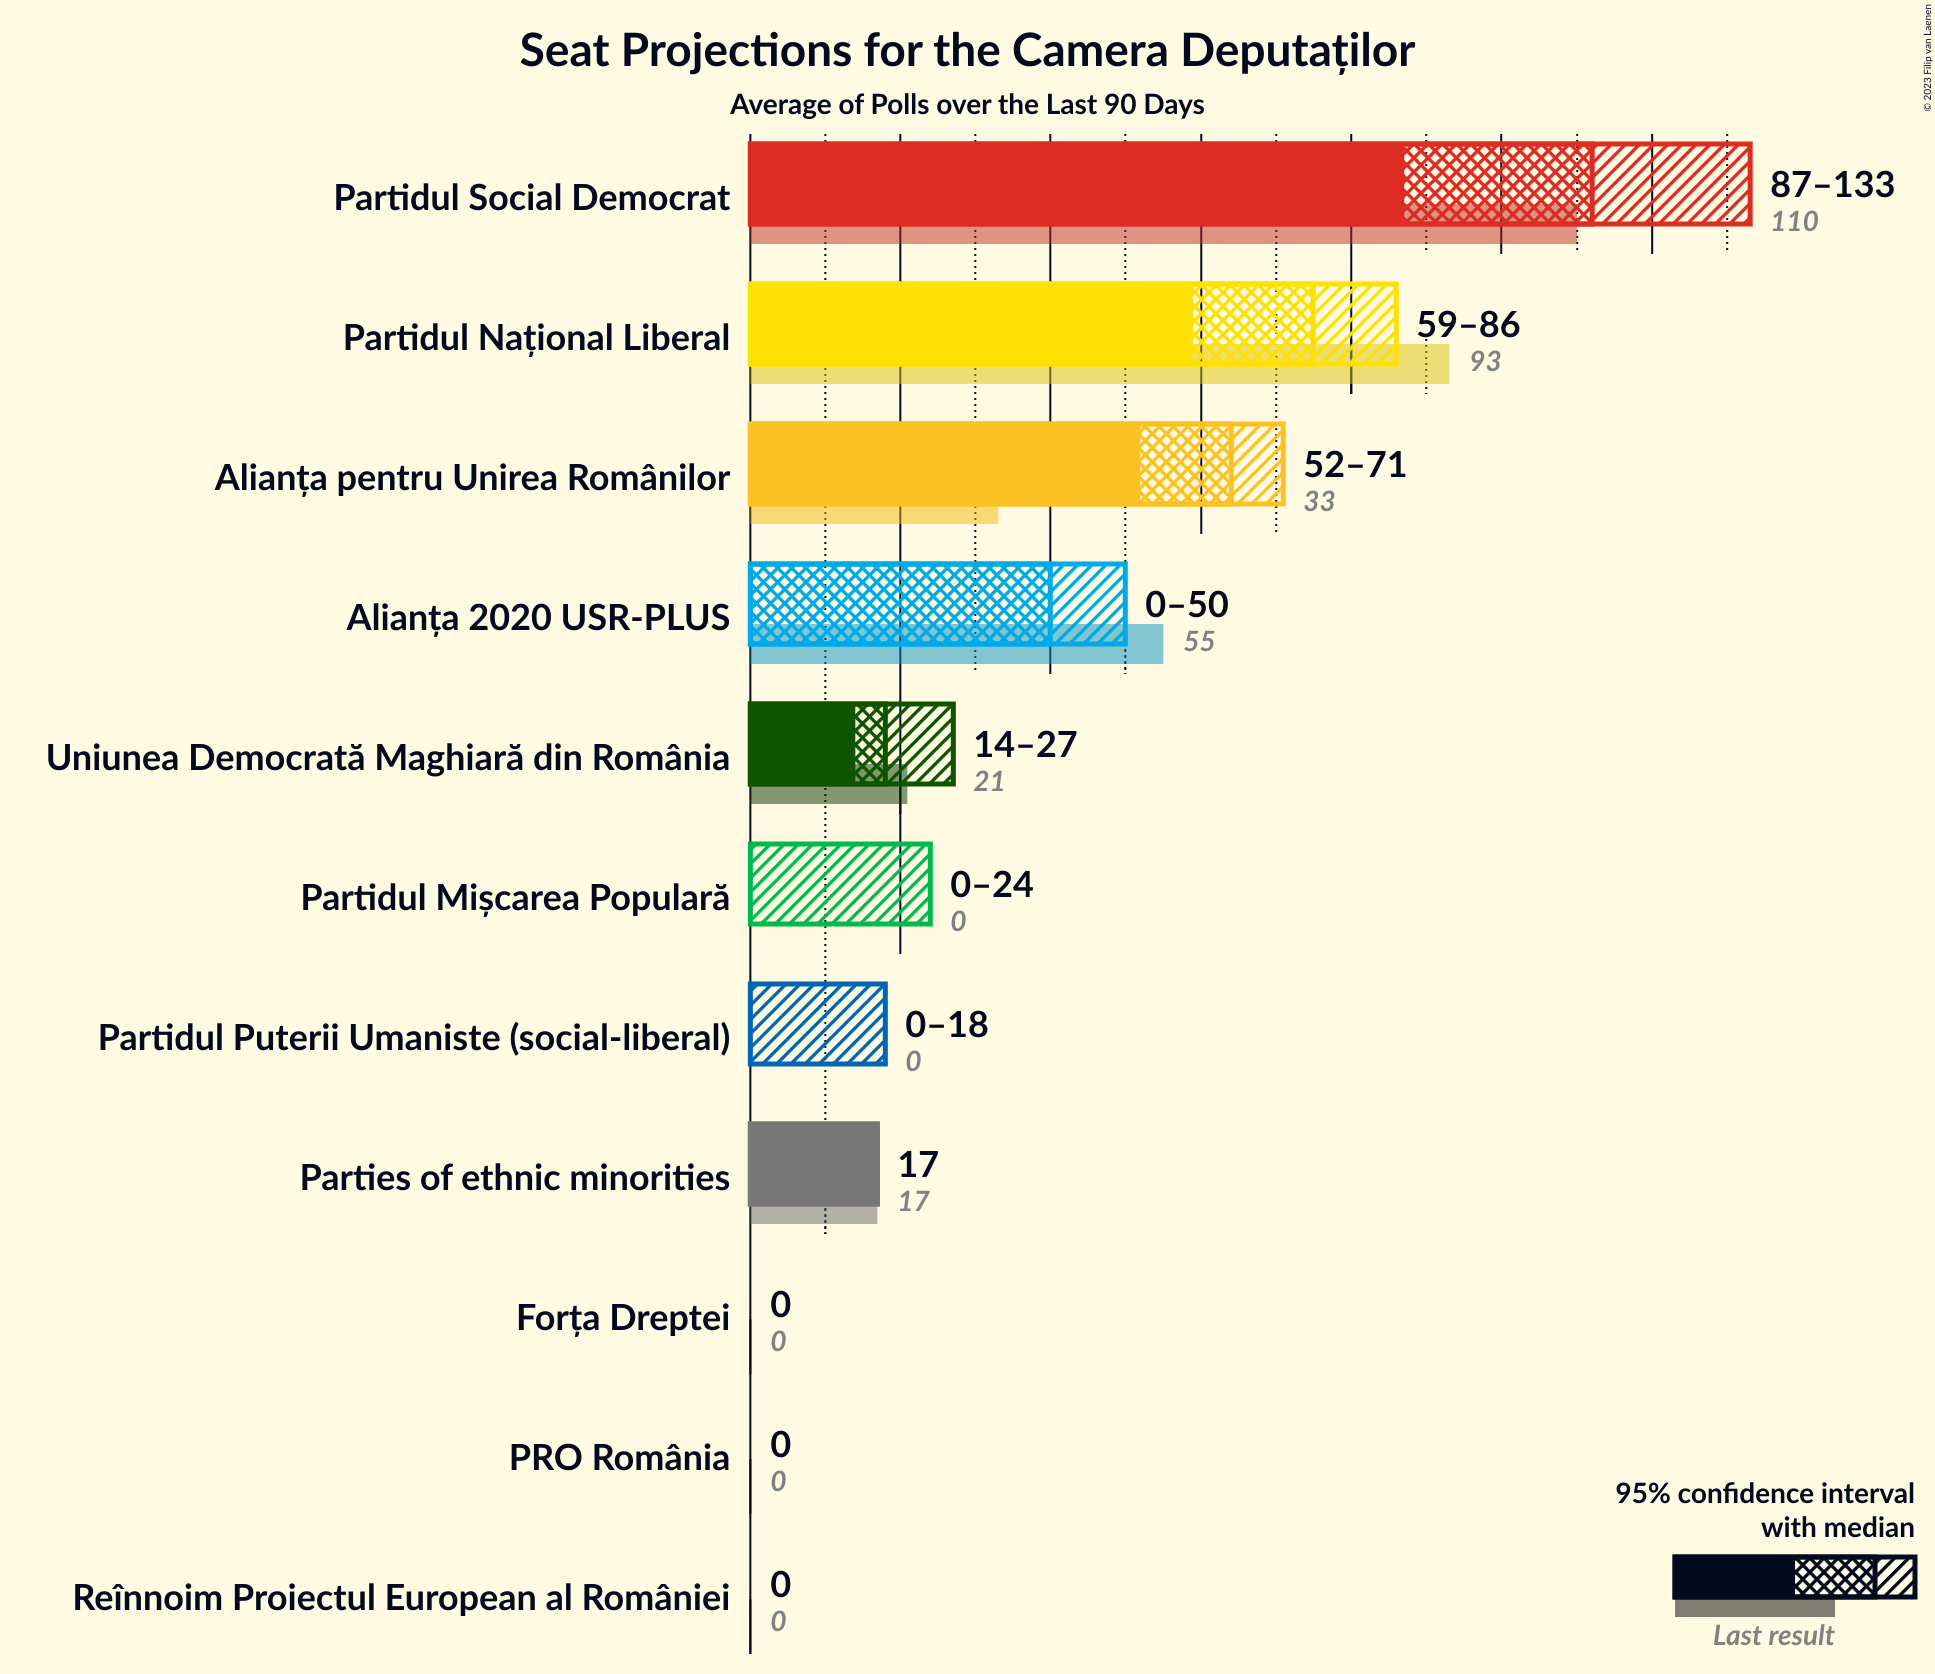 Seat Projections for the Camera Deputaților
Average of Polls over the Last 90 Days
© 2023 Filip van Laenen
Partidul Social Democrat
87–133
110
Partidul Național Liberal
59–86
93
Alianța pentru Unirea Românilor
52–71
33
Alianța 2020 USR-PLUS
0–50
55
Uniunea Democrată Maghiară din România
14–27
21
Partidul Mișcarea Populară
0–24
0
Partidul Puterii Umaniste (social-liberal)
0–18
0
Parties of ethnic minorities
17
17
Forța Dreptei
0
0
PRO România
0
0
Reînnoim Proiectul European al României
0
0
95% confidence interval
with median
Last result